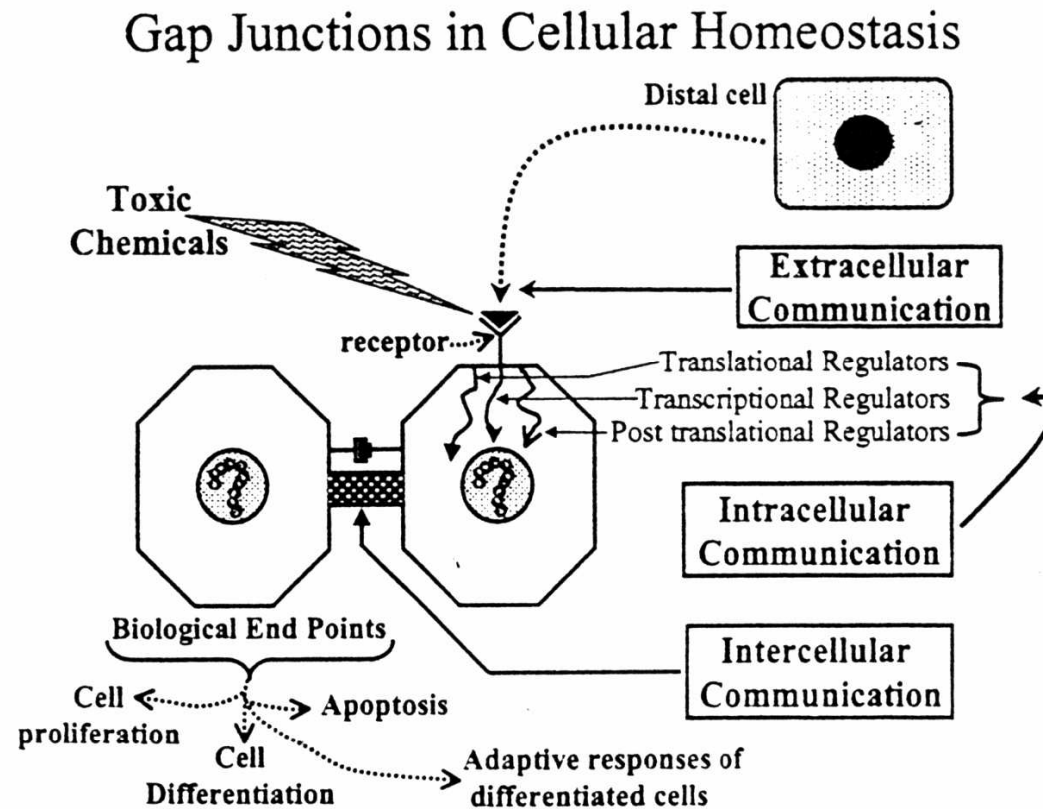 Gap Junctions in Cellular Homeostasis
Distal cell
Toxic
Chemicals
Extracellular
Communication
receptor
Translational Regulators
Transcriptional Regulators
Post translational Regulators
Intracellular
Communication
Biological End Points
Intercellular
Communication
Cell
proliferation
Apoptosis
Cell
Differentiation
Adaptive responses of
differentiated cells